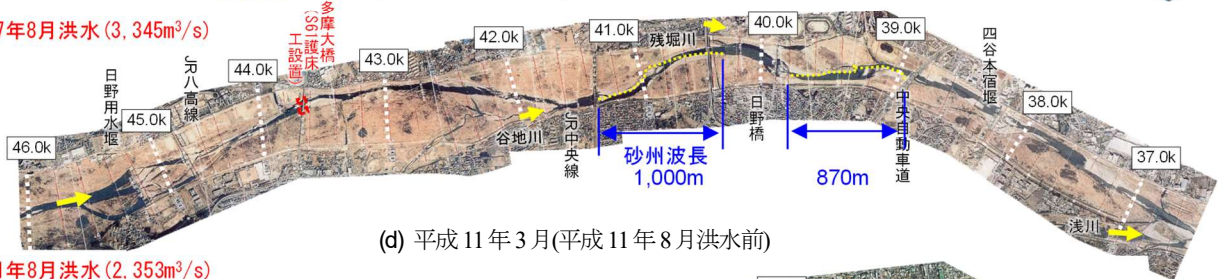 7年8月洪水(3,345m³/s)
多摩大橋
(S61護床
工設置)
46.0k
日野用水堰
45.0k
JR八高線
44.0k
43.0k
42.0k
谷地川
JR中央線
41.0k
残堀川
40.0k
日野橋
39.0k
中央自動車道
四谷本宿堰
38.0k
37.0k
浅川
砂州波長
1,000m
870m
(d) 平成11年3月(平成11年8月洪水前)
1年8月洪水(2,353m³/s)